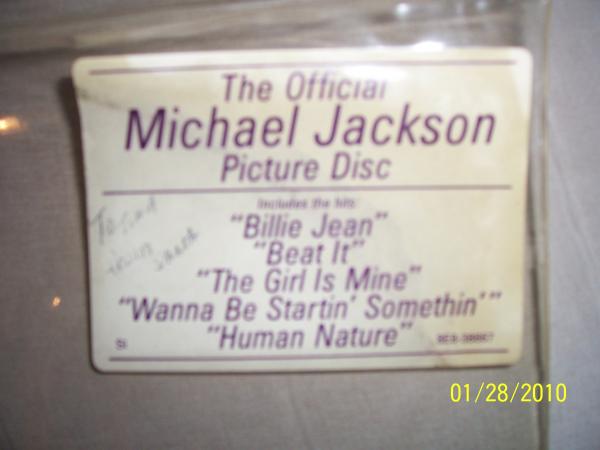 The Official
Michael Jackson
Picture Disc
Includes the hits:
"Billie Jean"
"Beat It"
"The Girl Is Mine"
"Wanna Be Startin' Somethin'"
"Human Nature"
01/28/2010